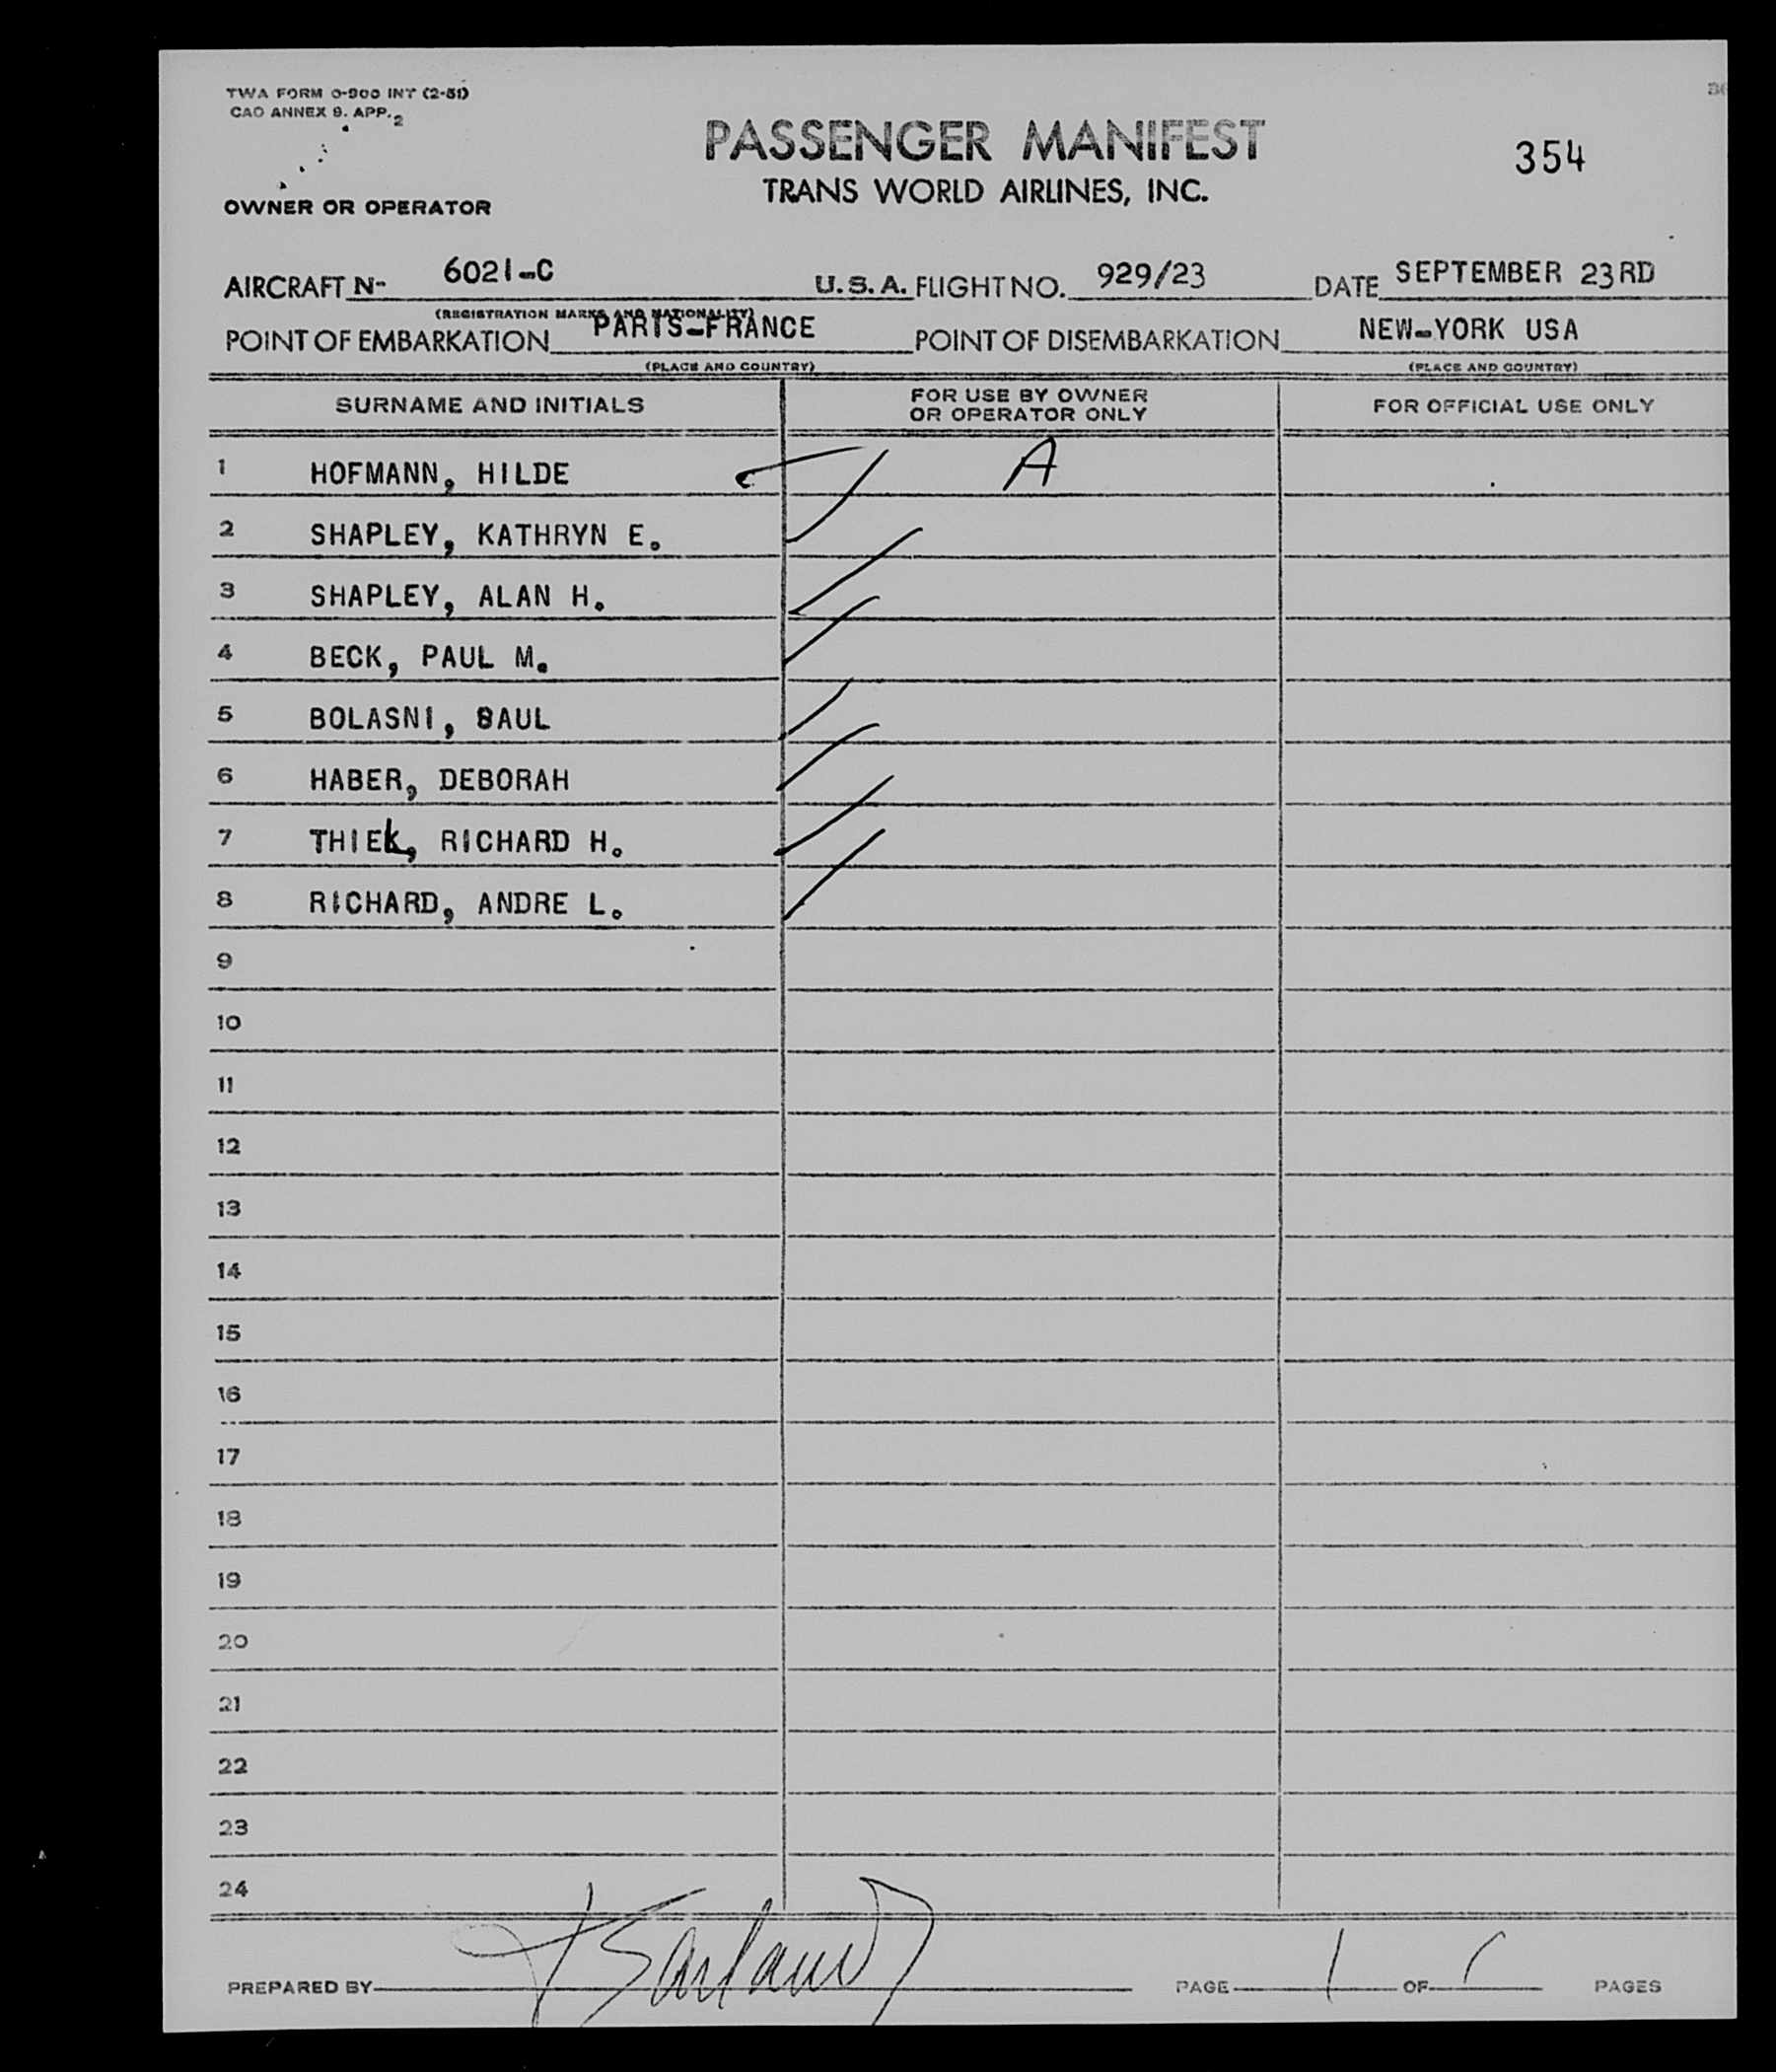 TWA FORM O-900 INT (2-51)
CAO ANNEX 9. APP. 2
PASSENGER MANIFEST
354
TRANS WORLD AIRLINES, INC.
OWNER OR OPERATOR
AIRCRAFT N- 6021-C U.S.A. FLIGHT NO. 929/23 DATE SEPTEMBER 23RD
(REGISTRATION MARKS AND NATIONALITY)
POINT OF EMBARKATION PARIS-FRANCE POINT OF DISEMBARKATION NEW-YORK USA
(PLACE AND COUNTRY) (PLACE AND COUNTRY)
SURNAME AND INITIALS FOR USE BY OWNER OR OPERATOR ONLY FOR OFFICIAL USE ONLY
1 HOFMANN, HILDE A
2 SHAPLEY, KATHRYN E.
3 SHAPLEY, ALAN H.
4 BECK, PAUL M.
5 BOLASNI, SAUL
6 HABER, DEBORAH
7 THIEK, RICHARD H.
8 RICHARD, ANDRE L.
9
10
11
12
13
14
15
16
17
18
19
20
21
22
23
24
PREPARED BY PAGE 1 OF 1 PAGES